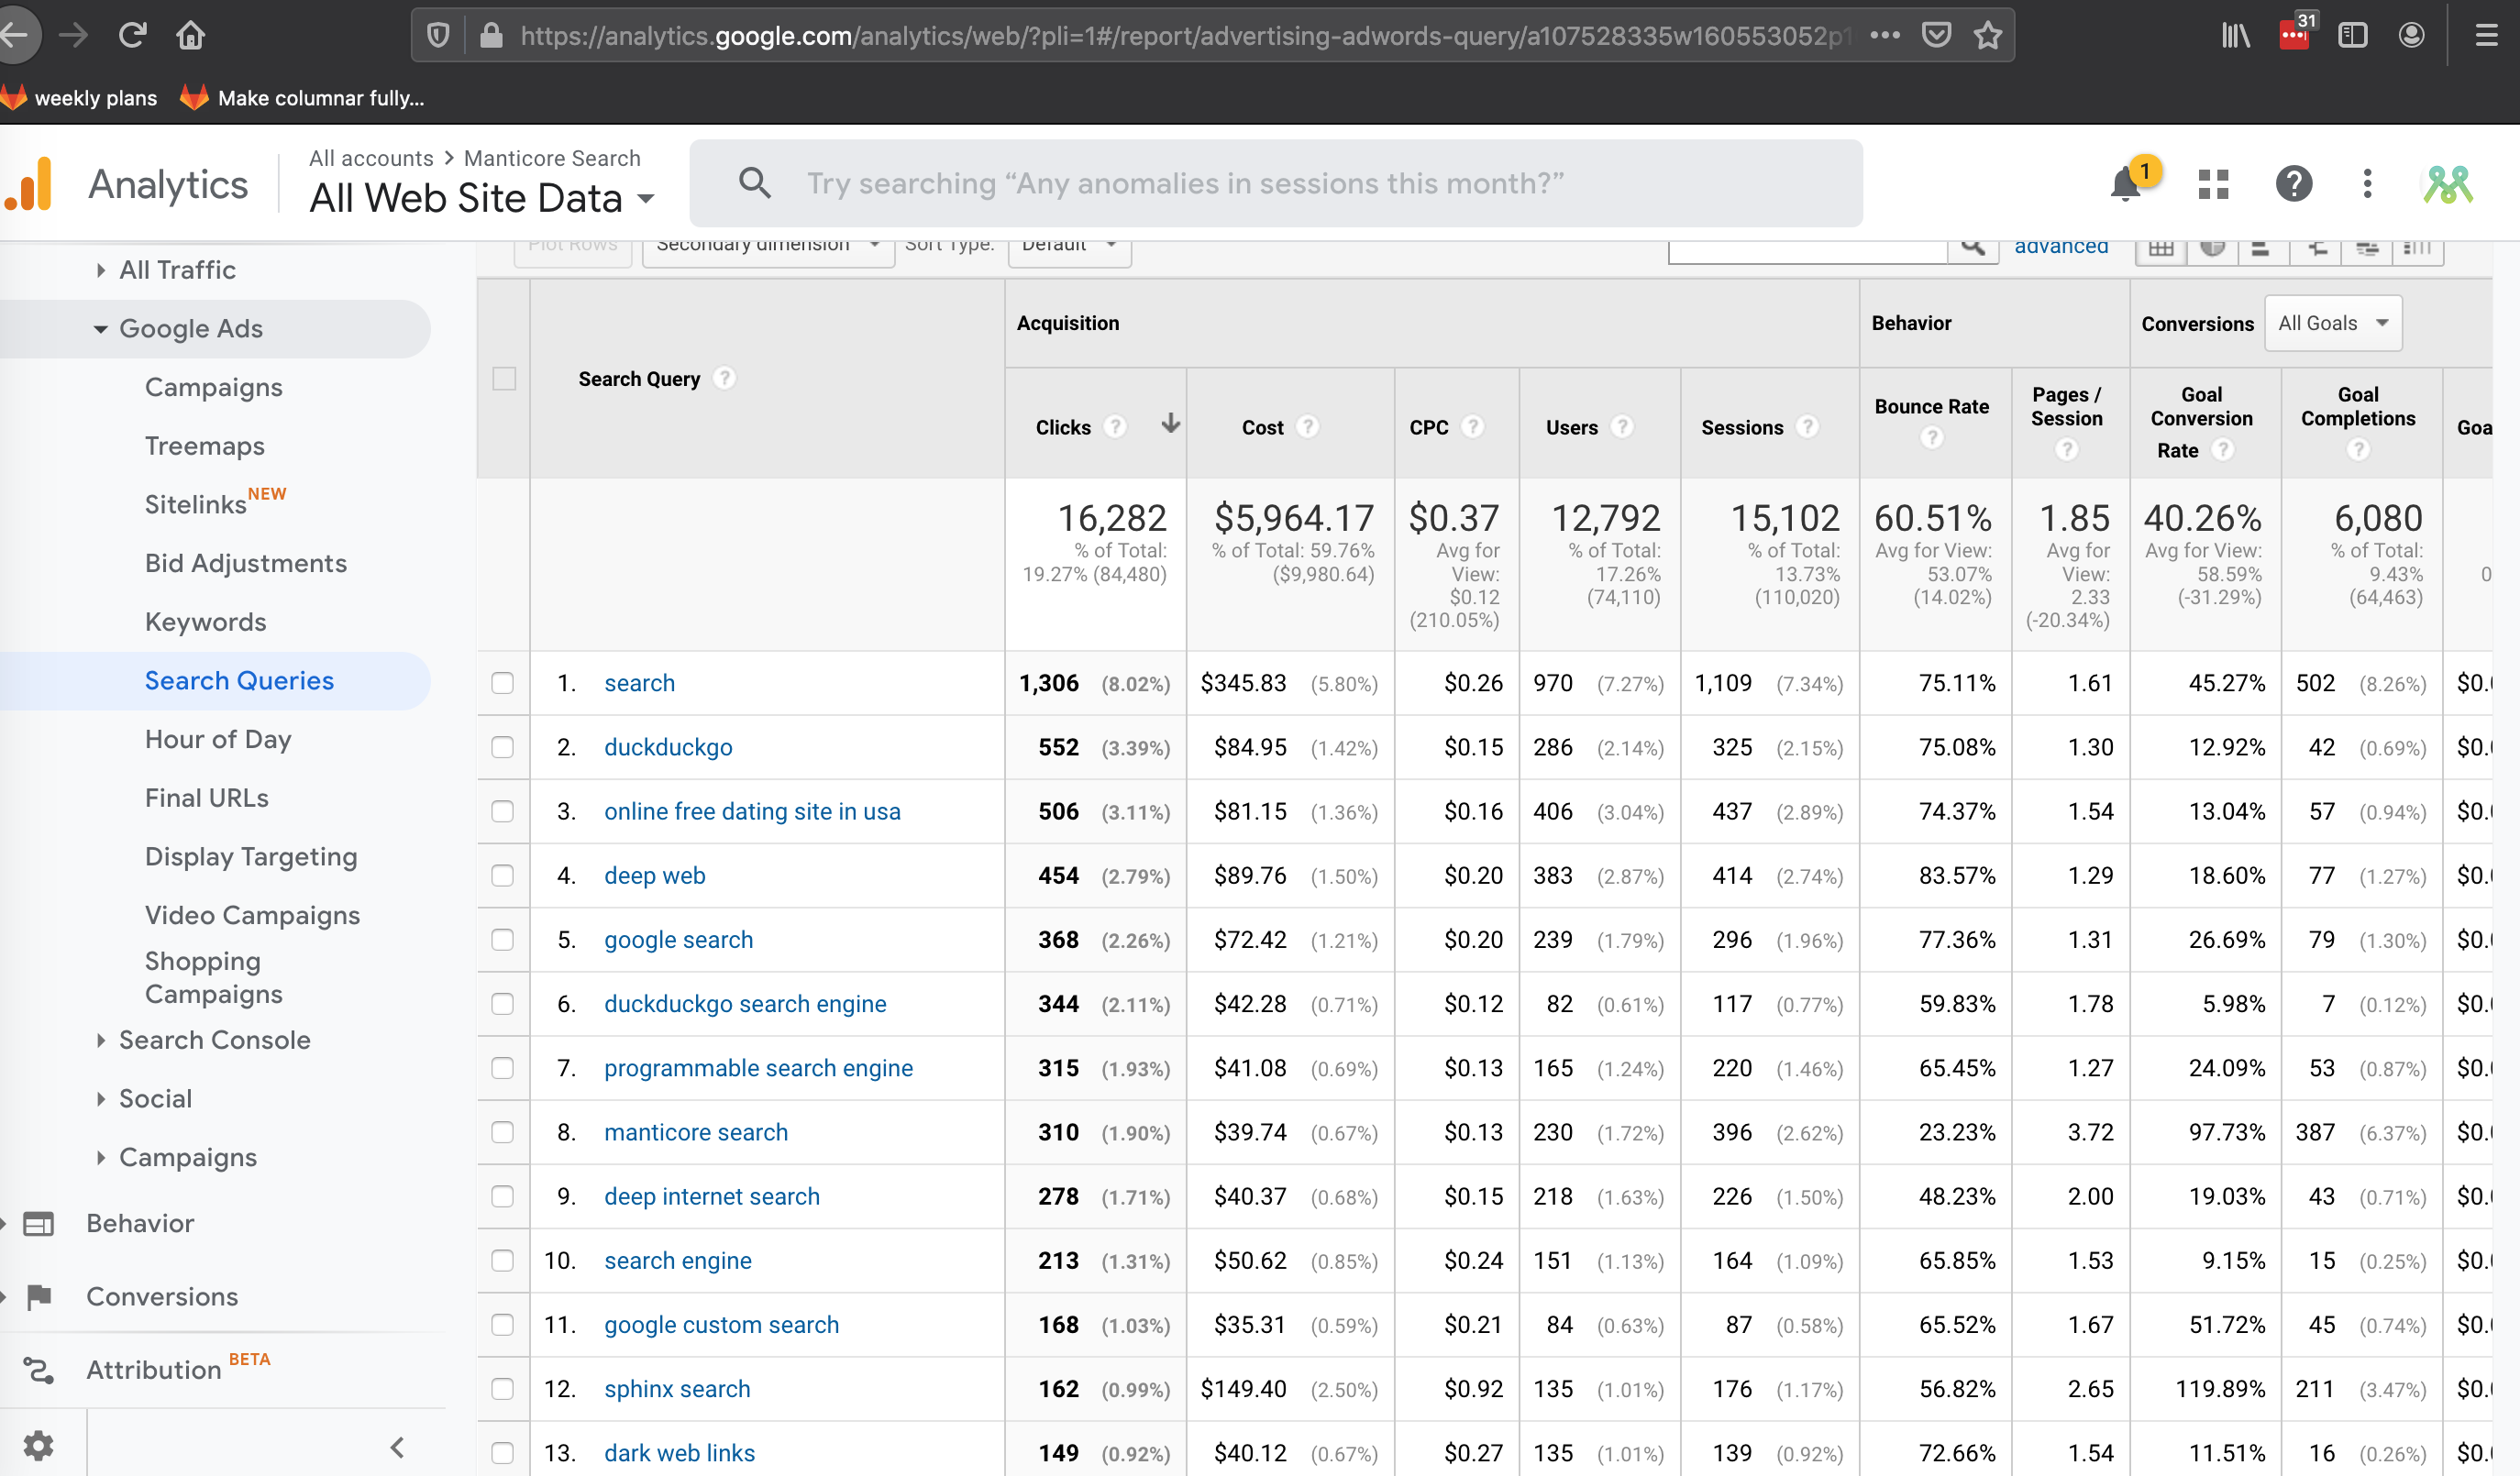 https://analytics.google.com/analytics/web/?pli=1#/report/advertising-adwords-query/a107528335w160553052p1
31
weekly plans
Make columnar fully...
Analytics
All accounts > Manticore Search
All Web Site Data
Try searching “Any anomalies in sessions this month?”
1
Plot Rows
Secondary dimension
Sort Type:
Default
advanced
All Traffic
Google Ads
Campaigns
Treemaps
Sitelinks NEW
Bid Adjustments
Keywords
Search Queries
Hour of Day
Final URLs
Display Targeting
Video Campaigns
Shopping
Campaigns
Search Console
Social
Campaigns
Behavior
Conversions
Attribution BETA
Search Query
Acquisition
Behavior
Conversions
All Goals
Clicks
Cost
CPC
Users
Sessions
Bounce Rate
Pages /
Session
Goal
Conversion
Rate
Goal
Completions
Goa
16,282
% of Total:
19.27% (84,480)
$5,964.17
% of Total: 59.76%
($9,980.64)
$0.37
Avg for
View:
$0.12
(210.05%)
12,792
% of Total:
17.26%
(74,110)
15,102
% of Total:
13.73%
(110,020)
60.51%
Avg for View:
53.07%
(14.02%)
1.85
Avg for
View:
2.33
(-20.34%)
40.26%
Avg for View:
58.59%
(-31.29%)
6,080
% of Total:
9.43%
(64,463)
0
1. search 1,306 (8.02%) $345.83 (5.80%) $0.26 970 (7.27%) 1,109 (7.34%) 75.11% 1.61 45.27% 502 (8.26%) $0.
2. duckduckgo 552 (3.39%) $84.95 (1.42%) $0.15 286 (2.14%) 325 (2.15%) 75.08% 1.30 12.92% 42 (0.69%) $0.
3. online free dating site in usa 506 (3.11%) $81.15 (1.36%) $0.16 406 (3.04%) 437 (2.89%) 74.37% 1.54 13.04% 57 (0.94%) $0.
4. deep web 454 (2.79%) $89.76 (1.50%) $0.20 383 (2.87%) 414 (2.74%) 83.57% 1.29 18.60% 77 (1.27%) $0.
5. google search 368 (2.26%) $72.42 (1.21%) $0.20 239 (1.79%) 296 (1.96%) 77.36% 1.31 26.69% 79 (1.30%) $0.
6. duckduckgo search engine 344 (2.11%) $42.28 (0.71%) $0.12 82 (0.61%) 117 (0.77%) 59.83% 1.78 5.98% 7 (0.12%) $0.
7. programmable search engine 315 (1.93%) $41.08 (0.69%) $0.13 165 (1.24%) 220 (1.46%) 65.45% 1.27 24.09% 53 (0.87%) $0.
8. manticore search 310 (1.90%) $39.74 (0.67%) $0.13 230 (1.72%) 396 (2.62%) 23.23% 3.72 97.73% 387 (6.37%) $0.
9. deep internet search 278 (1.71%) $40.37 (0.68%) $0.15 218 (1.63%) 226 (1.50%) 48.23% 2.00 19.03% 43 (0.71%) $0.
10. search engine 213 (1.31%) $50.62 (0.85%) $0.24 151 (1.13%) 164 (1.09%) 65.85% 1.53 9.15% 15 (0.25%) $0.
11. google custom search 168 (1.03%) $35.31 (0.59%) $0.21 84 (0.63%) 87 (0.58%) 65.52% 1.67 51.72% 45 (0.74%) $0.
12. sphinx search 162 (0.99%) $149.40 (2.50%) $0.92 135 (1.01%) 176 (1.17%) 56.82% 2.65 119.89% 211 (3.47%) $0.
13. dark web links 149 (0.92%) $40.12 (0.67%) $0.27 135 (1.01%) 139 (0.92%) 72.66% 1.54 11.51% 16 (0.26%) $0.